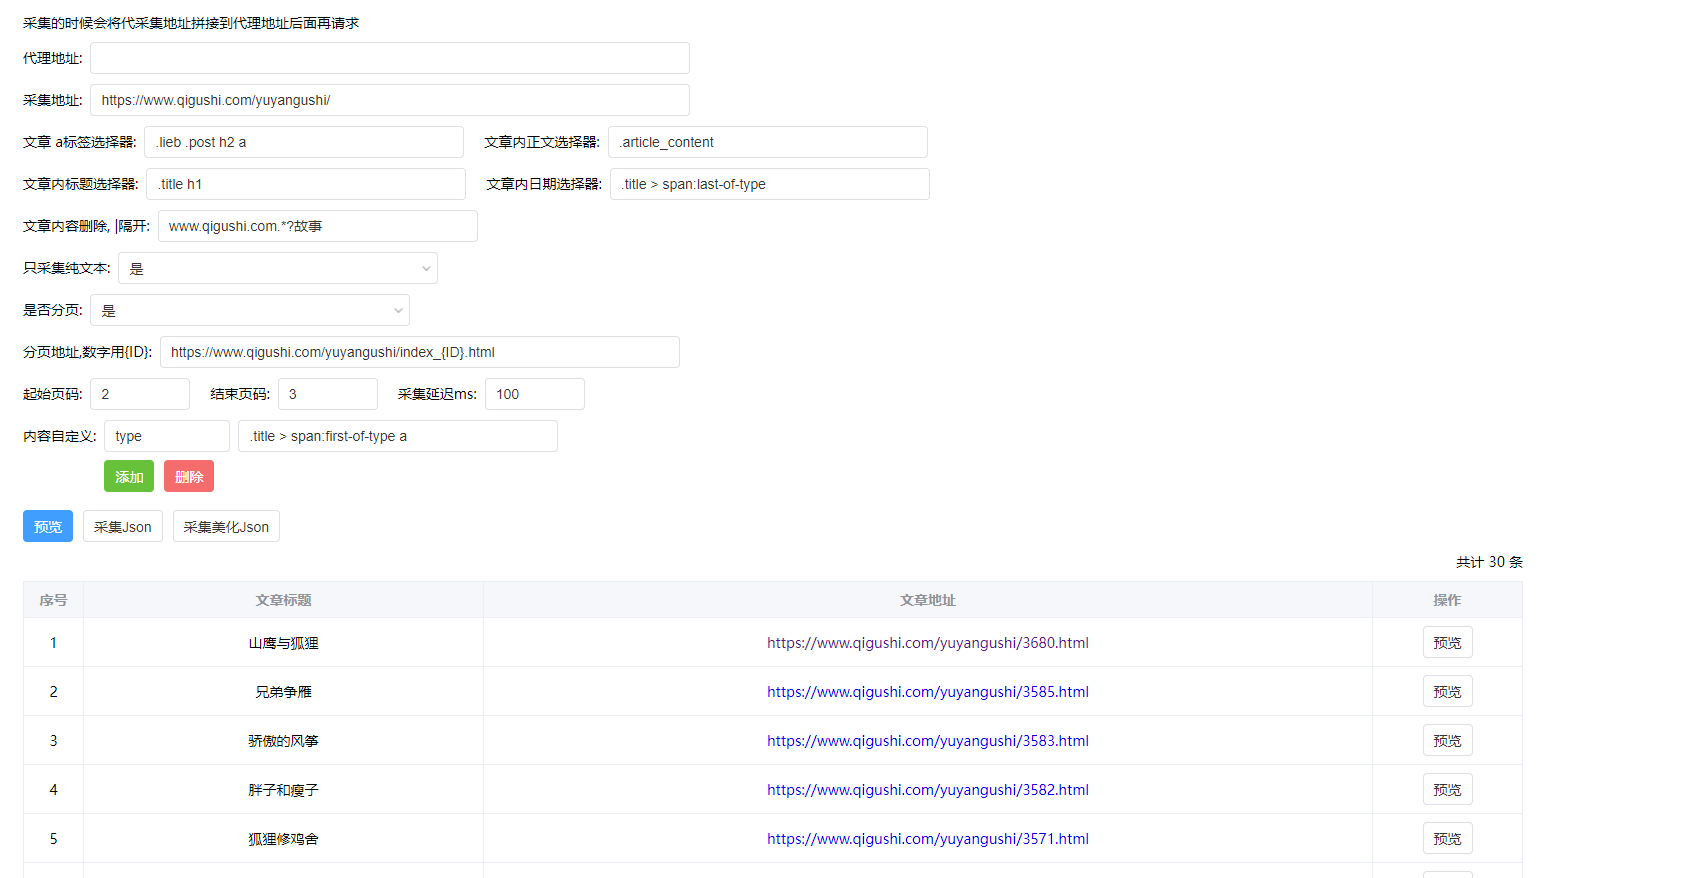 采集的时候会将代采集地址拼接到代理地址后面再请求
代理地址:
采集地址: https://www.qigushi.com/yuyangushi/
文章 a标签选择器: .lieb .post h2 a 文章内正文选择器: .article_content
文章内标题选择器: .title h1 文章内日期选择器: .title > span:last-of-type
文章内容删除, |隔开: www.qigushi.com.*?故事
只采集纯文本: 是
是否分页: 是
分页地址,数字用{ID}: https://www.qigushi.com/yuyangushi/index_{ID}.html
起始页码: 2 结束页码: 3 采集延迟ms: 100
内容自定义: type .title > span:first-of-type a
添加 删除
预览 采集Json 采集美化Json
共计 30 条
序号 文章标题 文章地址 操作
1 山鹰与狐狸 https://www.qigushi.com/yuyangushi/3680.html 预览
2 兄弟争雁 https://www.qigushi.com/yuyangushi/3585.html 预览
3 骄傲的风筝 https://www.qigushi.com/yuyangushi/3583.html 预览
4 胖子和瘦子 https://www.qigushi.com/yuyangushi/3582.html 预览
5 狐狸修鸡舍 https://www.qigushi.com/yuyangushi/3571.html 预览